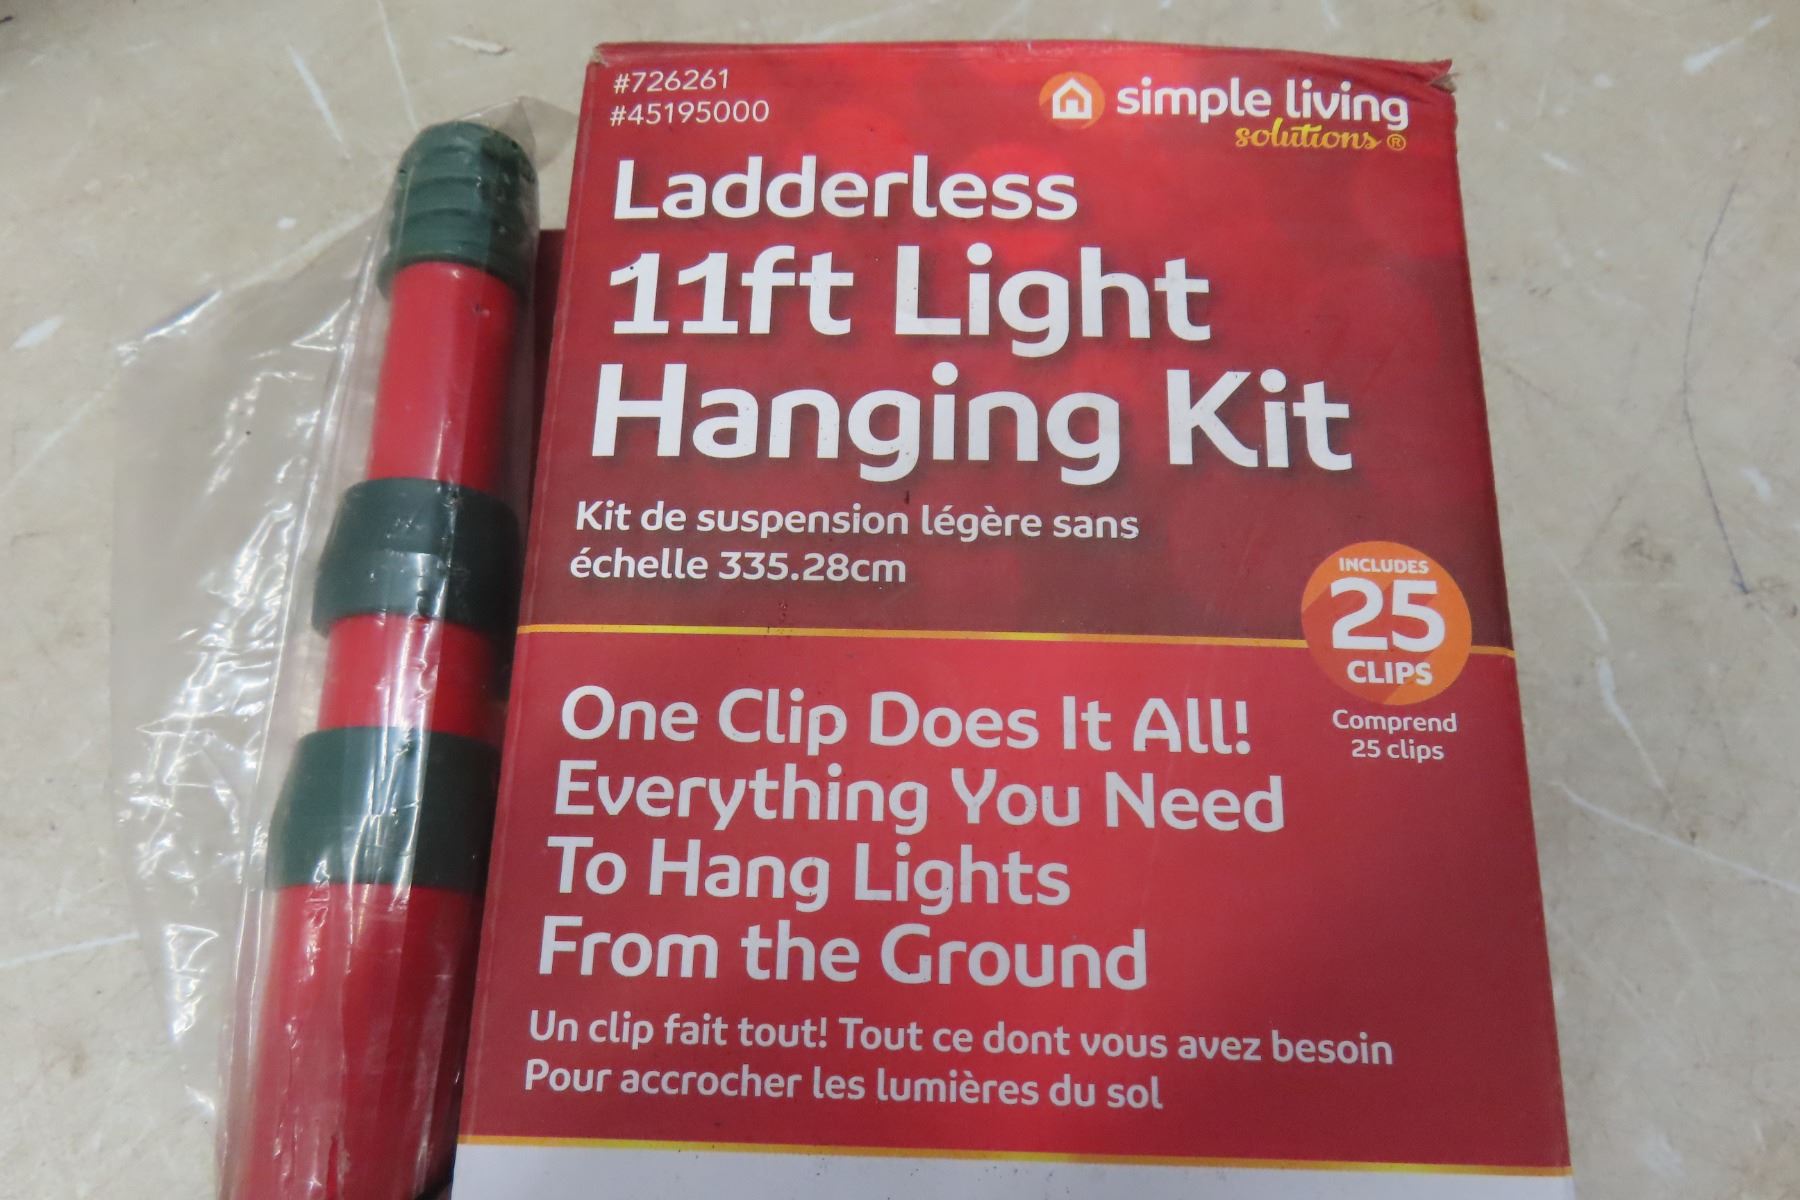 #726261
#45195000
simple living
solutions®
Ladderless
11ft Light
Hanging Kit
Kit de suspension légère sans
échelle 335.28cm
INCLUDES
25
CLIPS
Comprend
25 clips
One Clip Does It All!
Everything You Need
To Hang Lights
From the Ground
Un clip fait tout! Tout ce dont vous avez besoin
Pour accrocher les lumières du sol